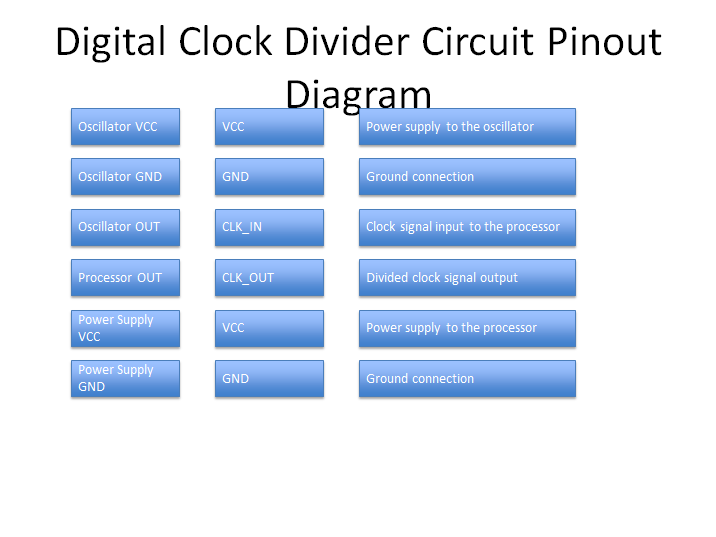 Digital Clock Divider Circuit Pinout
Diagram
Oscillator VCC
VCC
Power supply to the oscillator
Oscillator GND
GND
Ground connection
Oscillator OUT
CLK_IN
Clock signal input to the processor
Processor OUT
CLK_OUT
Divided clock signal output
Power Supply
VCC
VCC
Power supply to the processor
Power Supply
GND
GND
Ground connection